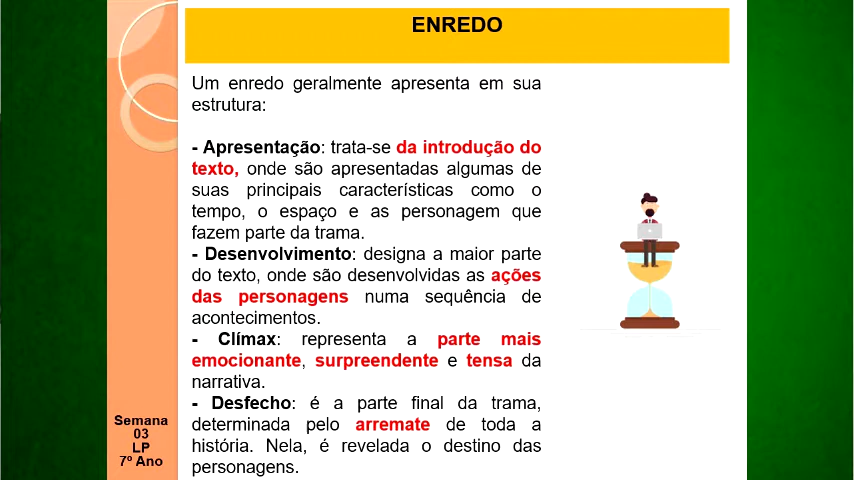 ENREDO
Um enredo geralmente apresenta em sua
estrutura:
- Apresentação: trata-se da introdução do
texto, onde são apresentadas algumas de
suas principais características como o
tempo, o espaço e as personagem que
fazem parte da trama.
- Desenvolvimento: designa a maior parte
do texto, onde são desenvolvidas as ações
das personagens numa sequência de
acontecimentos.
- Clímax: representa a parte mais
emocionante, surpreendente e tensa da
narrativa.
- Desfecho: é a parte final da trama,
determinada pelo arremate de toda a
história. Nela, é revelada o destino das
personagens.
Semana
03
LP
7º Ano